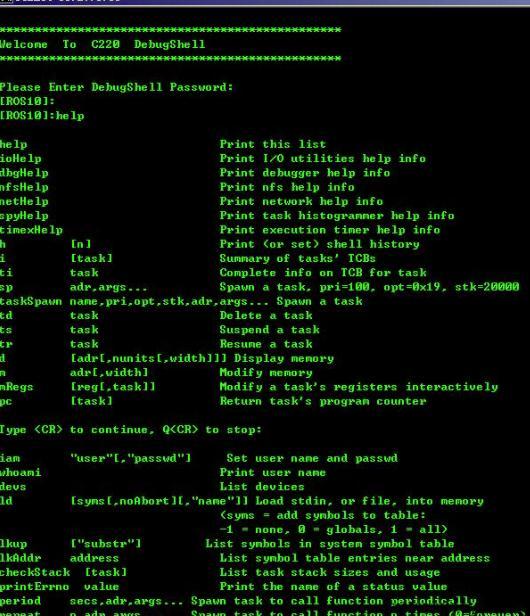 *************************************************
Welcome To C220 DebugShell
*************************************************
Please Enter DebugShell Password:
[ROS10]:
[ROS10]:help
help Print this list
ioHelp Print I/O utilities help info
dbgHelp Print debugger help info
nfsHelp Print nfs help info
netHelp Print network help info
spyHelp Print task histogrammer help info
timexHelp Print execution timer help info
h [n] Print (or set) shell history
i [task] Summary of tasks' TCBs
ti task Complete info on TCB for task
sp adr,args... Spawn a task, pri=100, opt=0x19, stk=20000
taskSpawn name,pri,opt,stk,adr,args... Spawn a task
td task Delete a task
ts task Suspend a task
tr task Resume a task
d [adr[,nunits[,width]]] Display memory
m adr[,width] Modify memory
mRegs [reg[,task]] Modify a task's registers interactively
pc [task] Return task's program counter
Type <CR> to continue, Q<CR> to stop:
iam "user"[,"passwd"] Set user name and passwd
whoami Print user name
devs List devices
ld [syms[,noAbort][,"name"]] Load stdin, or file, into memory
(syms = add symbols to table:
-1 = none, 0 = globals, 1 = all)
lkup ["substr"] List symbols in system symbol table
lkAddr address List symbol table entries near address
checkStack [task] List task stack sizes and usage
printErrno value Print the name of a status value
period secs,adr,args... Spawn task to call function periodically
repeat n,adr,args... Spawn task to call function n times (0=forever)